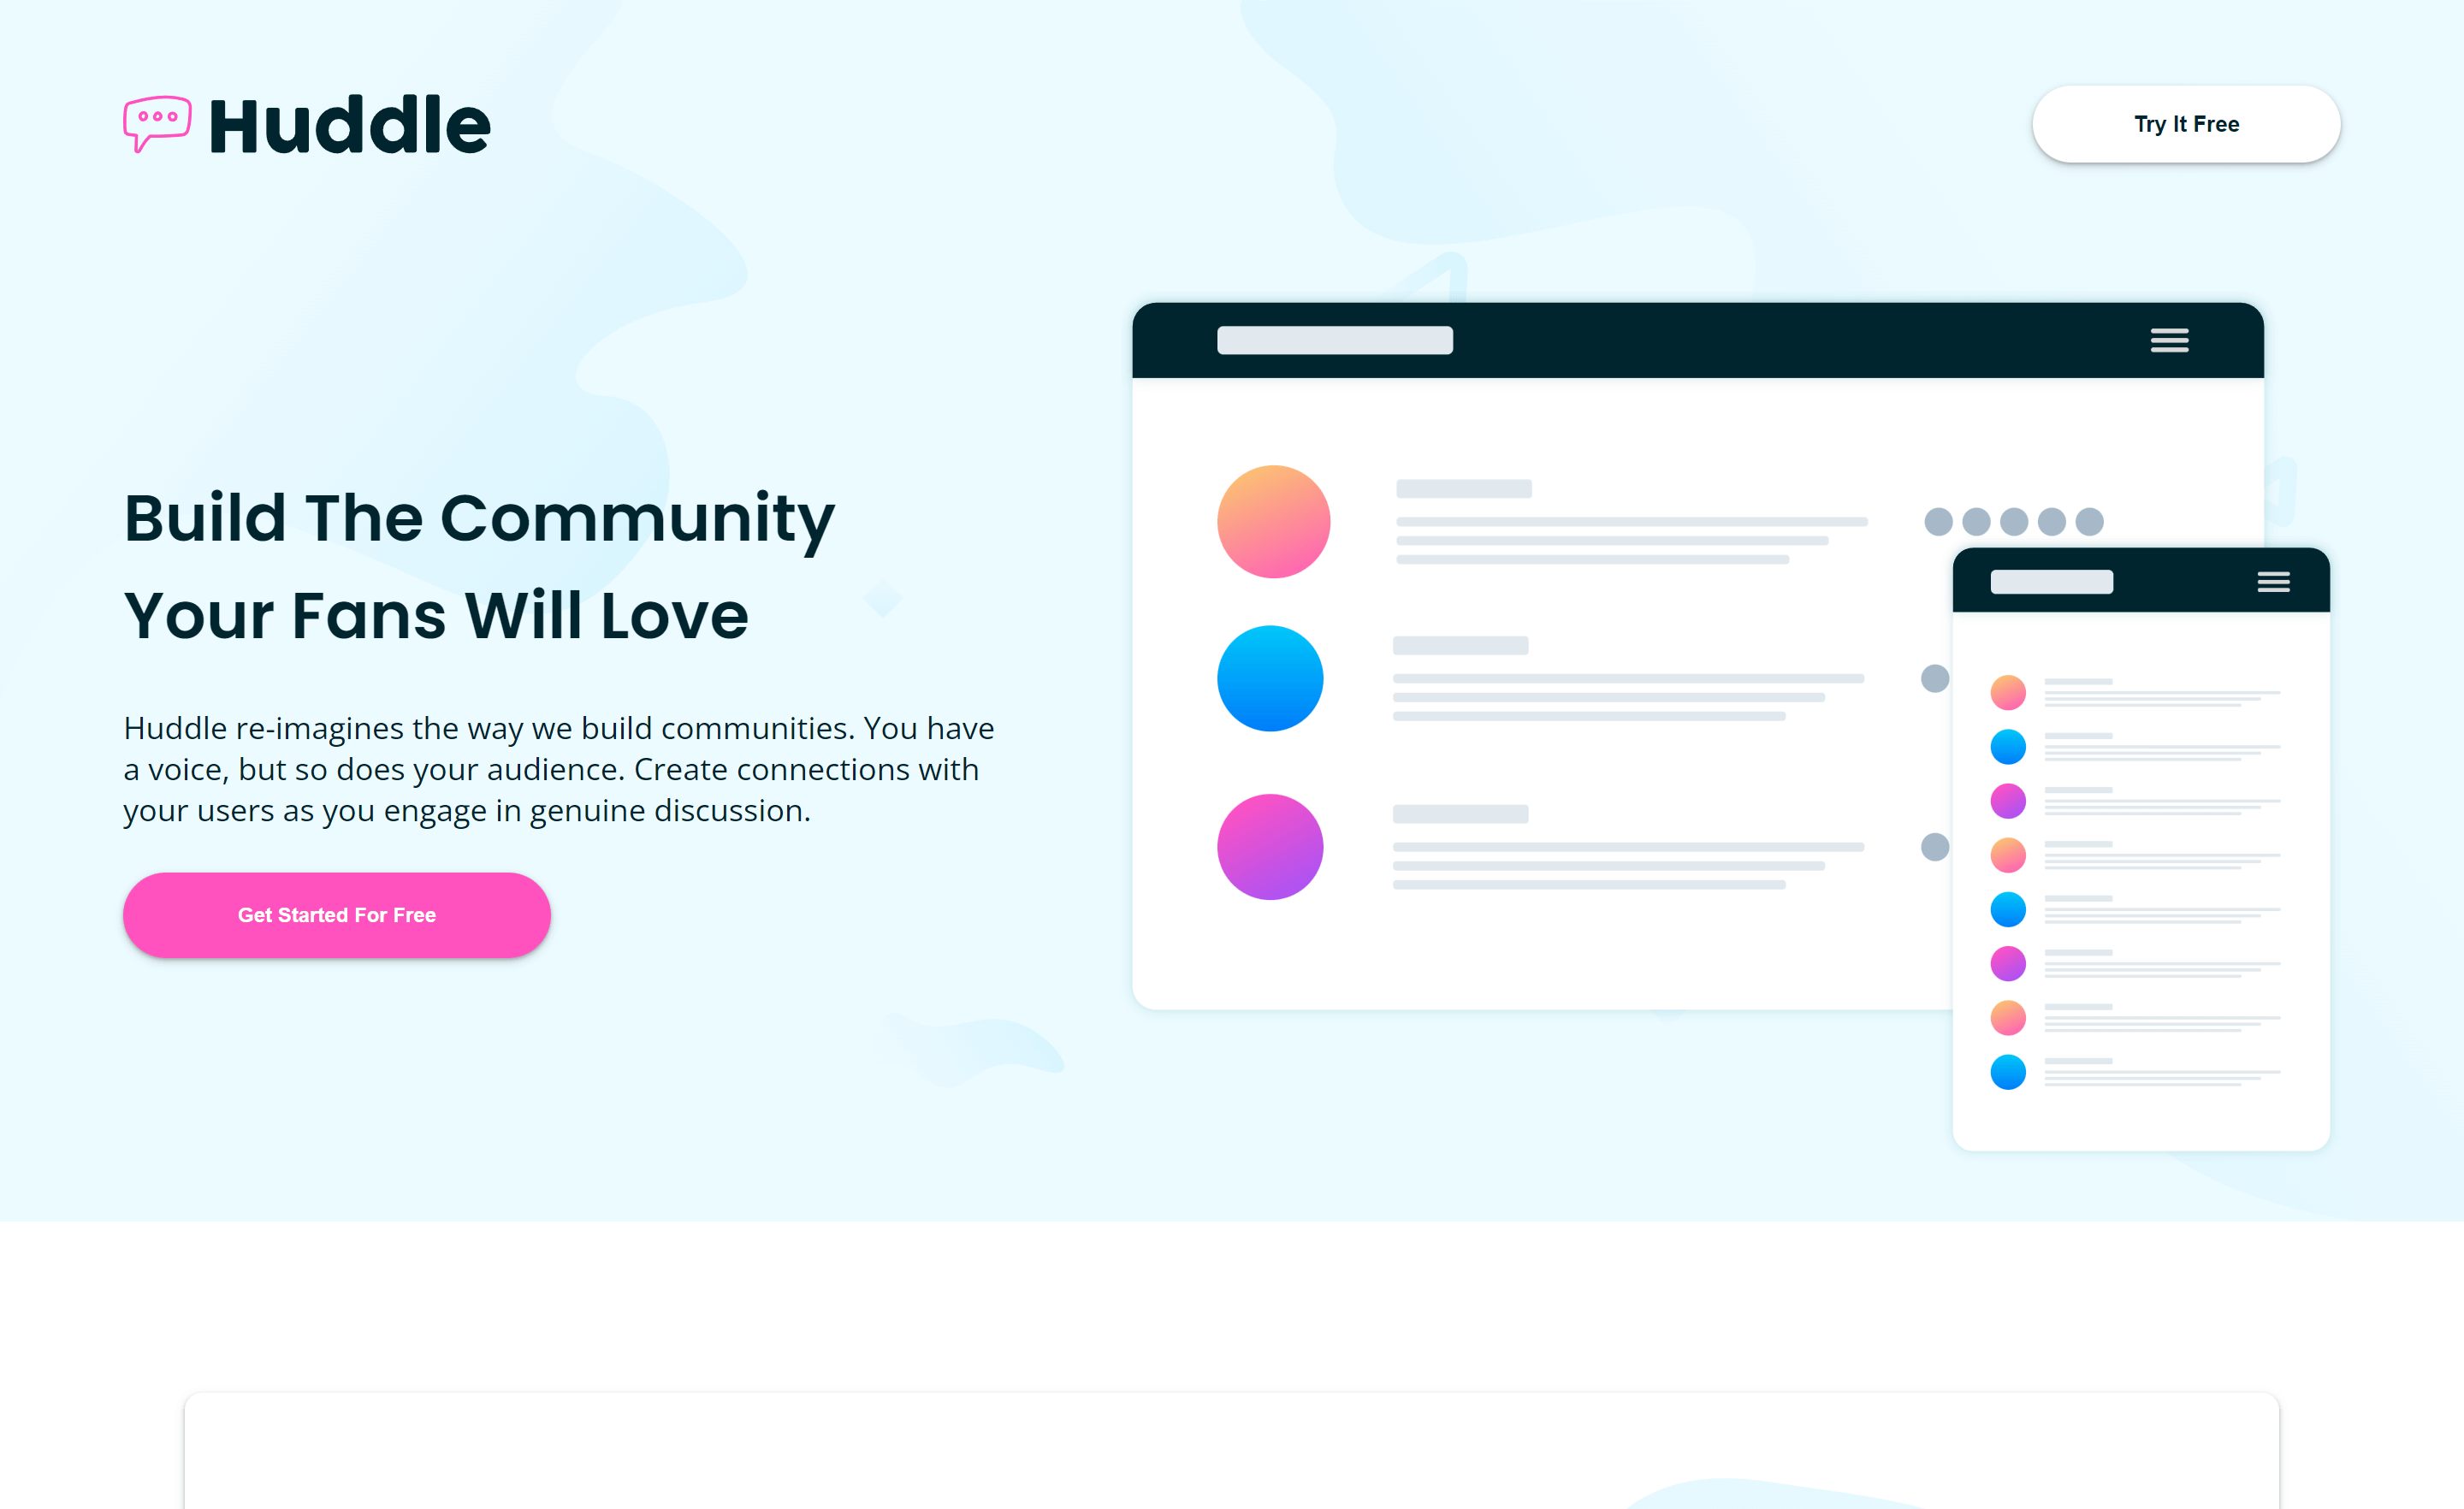 Huddle
Try It Free
Build The Community
Your Fans Will Love
Huddle re-imagines the way we build communities. You have
a voice, but so does your audience. Create connections with
your users as you engage in genuine discussion.
Get Started For Free